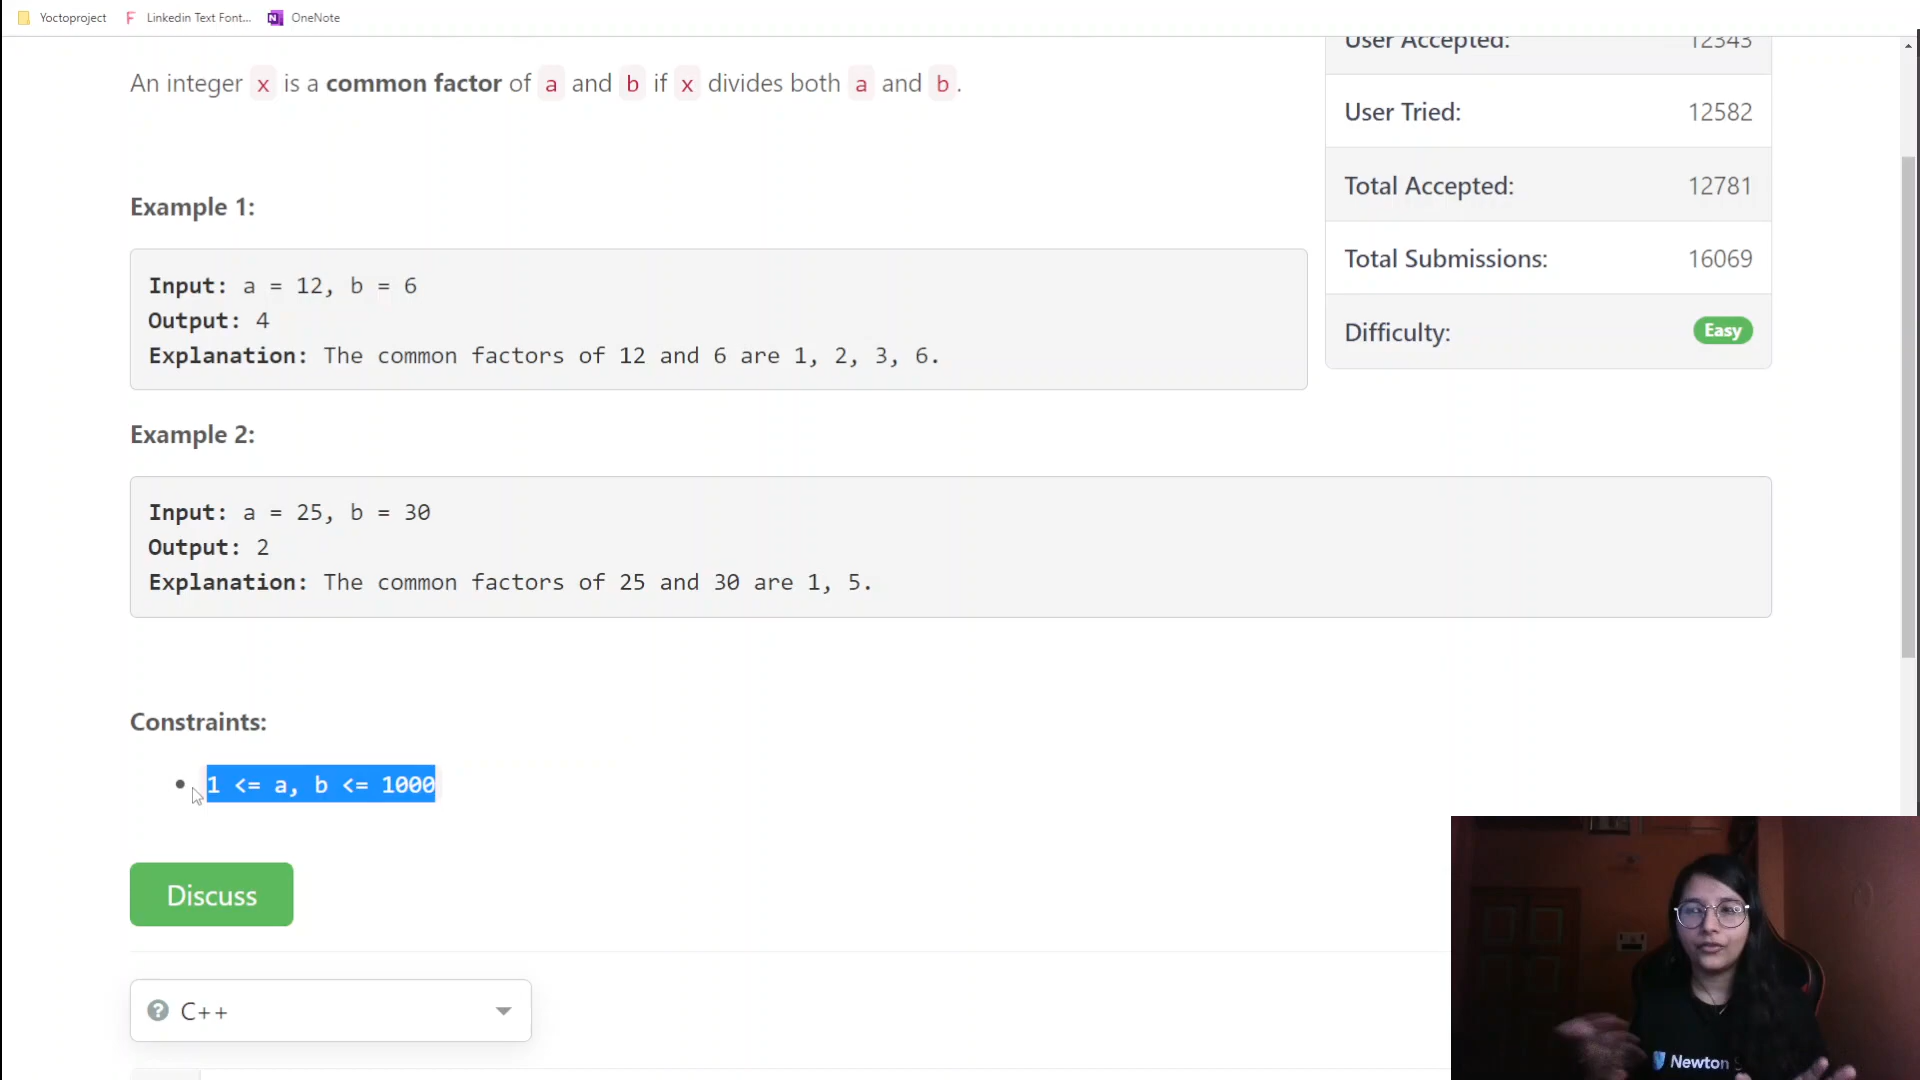 Yoctoproject
Linkedin Text Font...
OneNote
An integer x is a common factor of a and b if x divides both a and b.
User Accepted: 12343
User Tried: 12582
Total Accepted: 12781
Total Submissions: 16069
Difficulty: Easy
Example 1:
Input: a = 12, b = 6
Output: 4
Explanation: The common factors of 12 and 6 are 1, 2, 3, 6.
Example 2:
Input: a = 25, b = 30
Output: 2
Explanation: The common factors of 25 and 30 are 1, 5.
Constraints:
1 <= a, b <= 1000
Discuss
C++
Newton